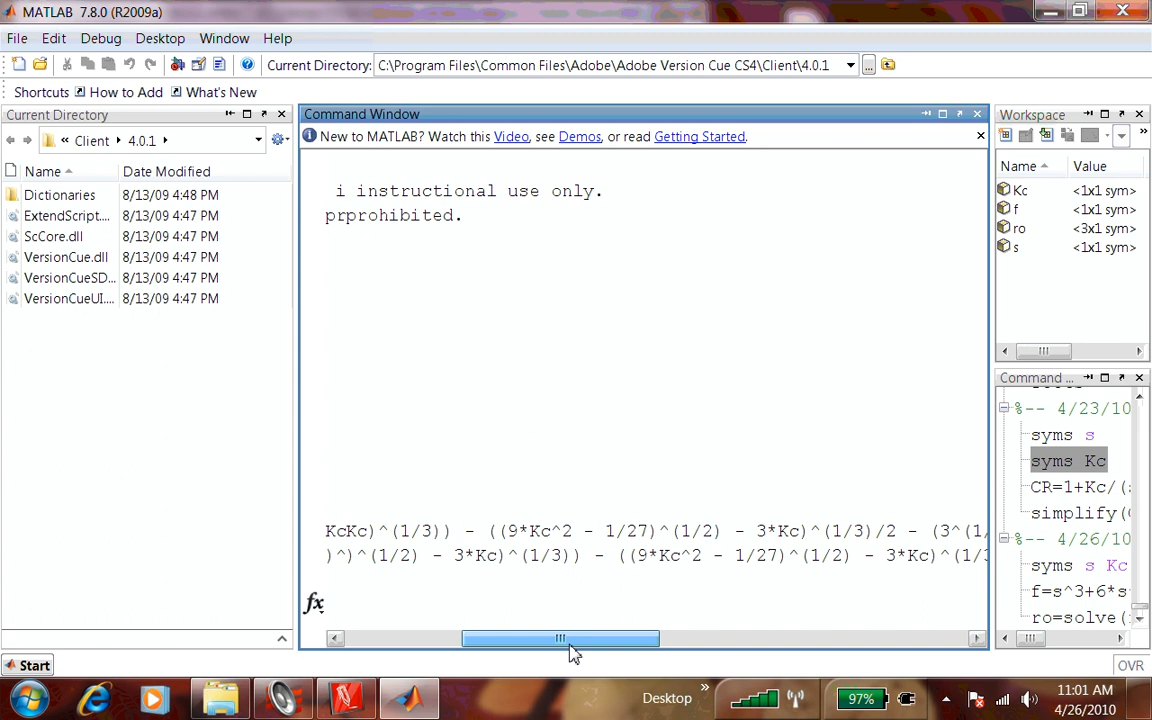 MATLAB 7.8.0 (R2009a)
File Edit Debug Desktop Window Help
Current Directory: C:\Program Files\Common Files\Adobe\Adobe Version Cue CS4\Client\4.0.1 ...
Shortcuts How to Add What's New
Current Directory
« Client 4.0.1
Name Date Modified
Dictionaries 8/13/09 4:48 PM
ExtendScript.... 8/13/09 4:47 PM
ScCore.dll 8/13/09 4:47 PM
VersionCue.dll 8/13/09 4:47 PM
VersionCueSD... 8/13/09 4:47 PM
VersionCueUI.... 8/13/09 4:47 PM
Command Window
New to MATLAB? Watch this Video, see Demos, or read Getting Started.
i instructional use only.
prprohibited.
KcKc)^(1/3)) - ((9*Kc^2 - 1/27)^(1/2) - 3*Kc)^(1/3)/2 - (3^(1/
)^)^(1/2) - 3*Kc)^(1/3)) - ((9*Kc^2 - 1/27)^(1/2) - 3*Kc)^(1/3
fx
Workspace
»
Name Value
Kc <1x1 sym>
f <1x1 sym>
ro <3x1 sym>
s <1x1 sym>
Command ...
%-- 4/23/10
syms s
syms Kc
CR=1+Kc/(
simplify(
%-- 4/26/10
syms s Kc
f=s^3+6*s
ro=solve(
Start
OVR
Desktop » 97% 11:01 AM
4/26/2010